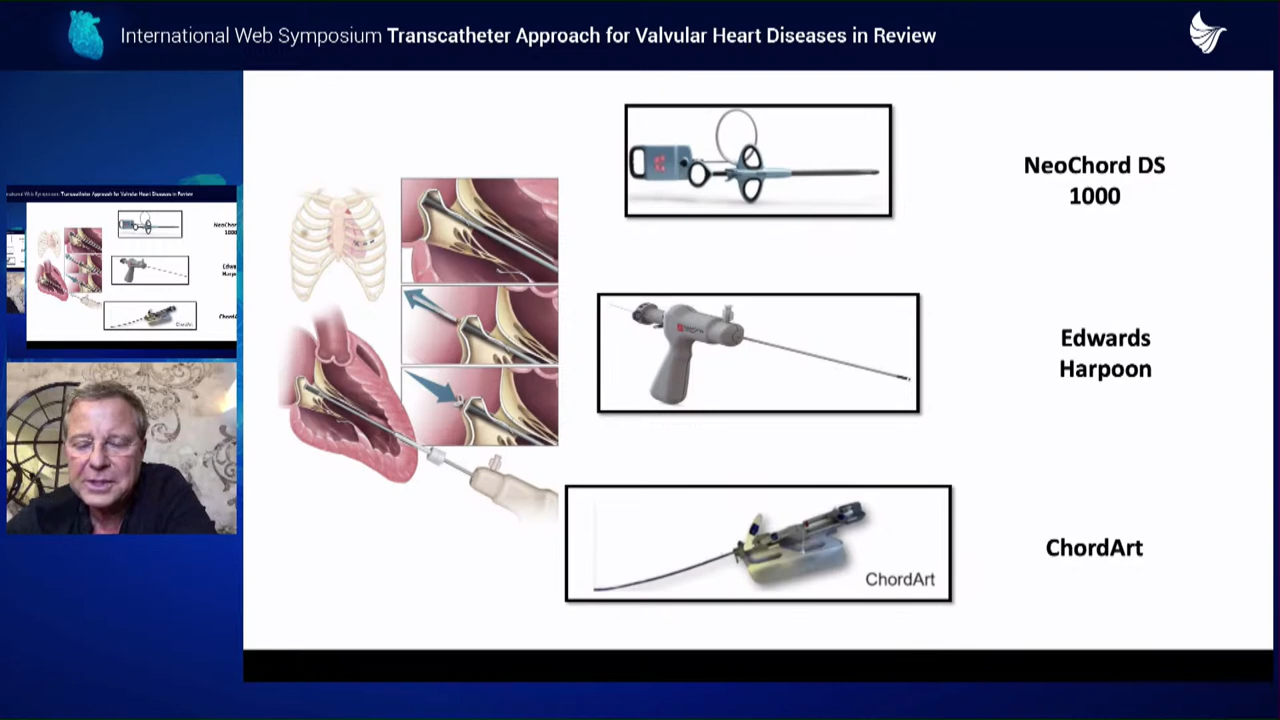 International Web Symposium Transcatheter Approach for Valvular Heart Diseases in Review
NeoChord DS
1000
Edwards
Harpoon
ChordArt
ChordArt